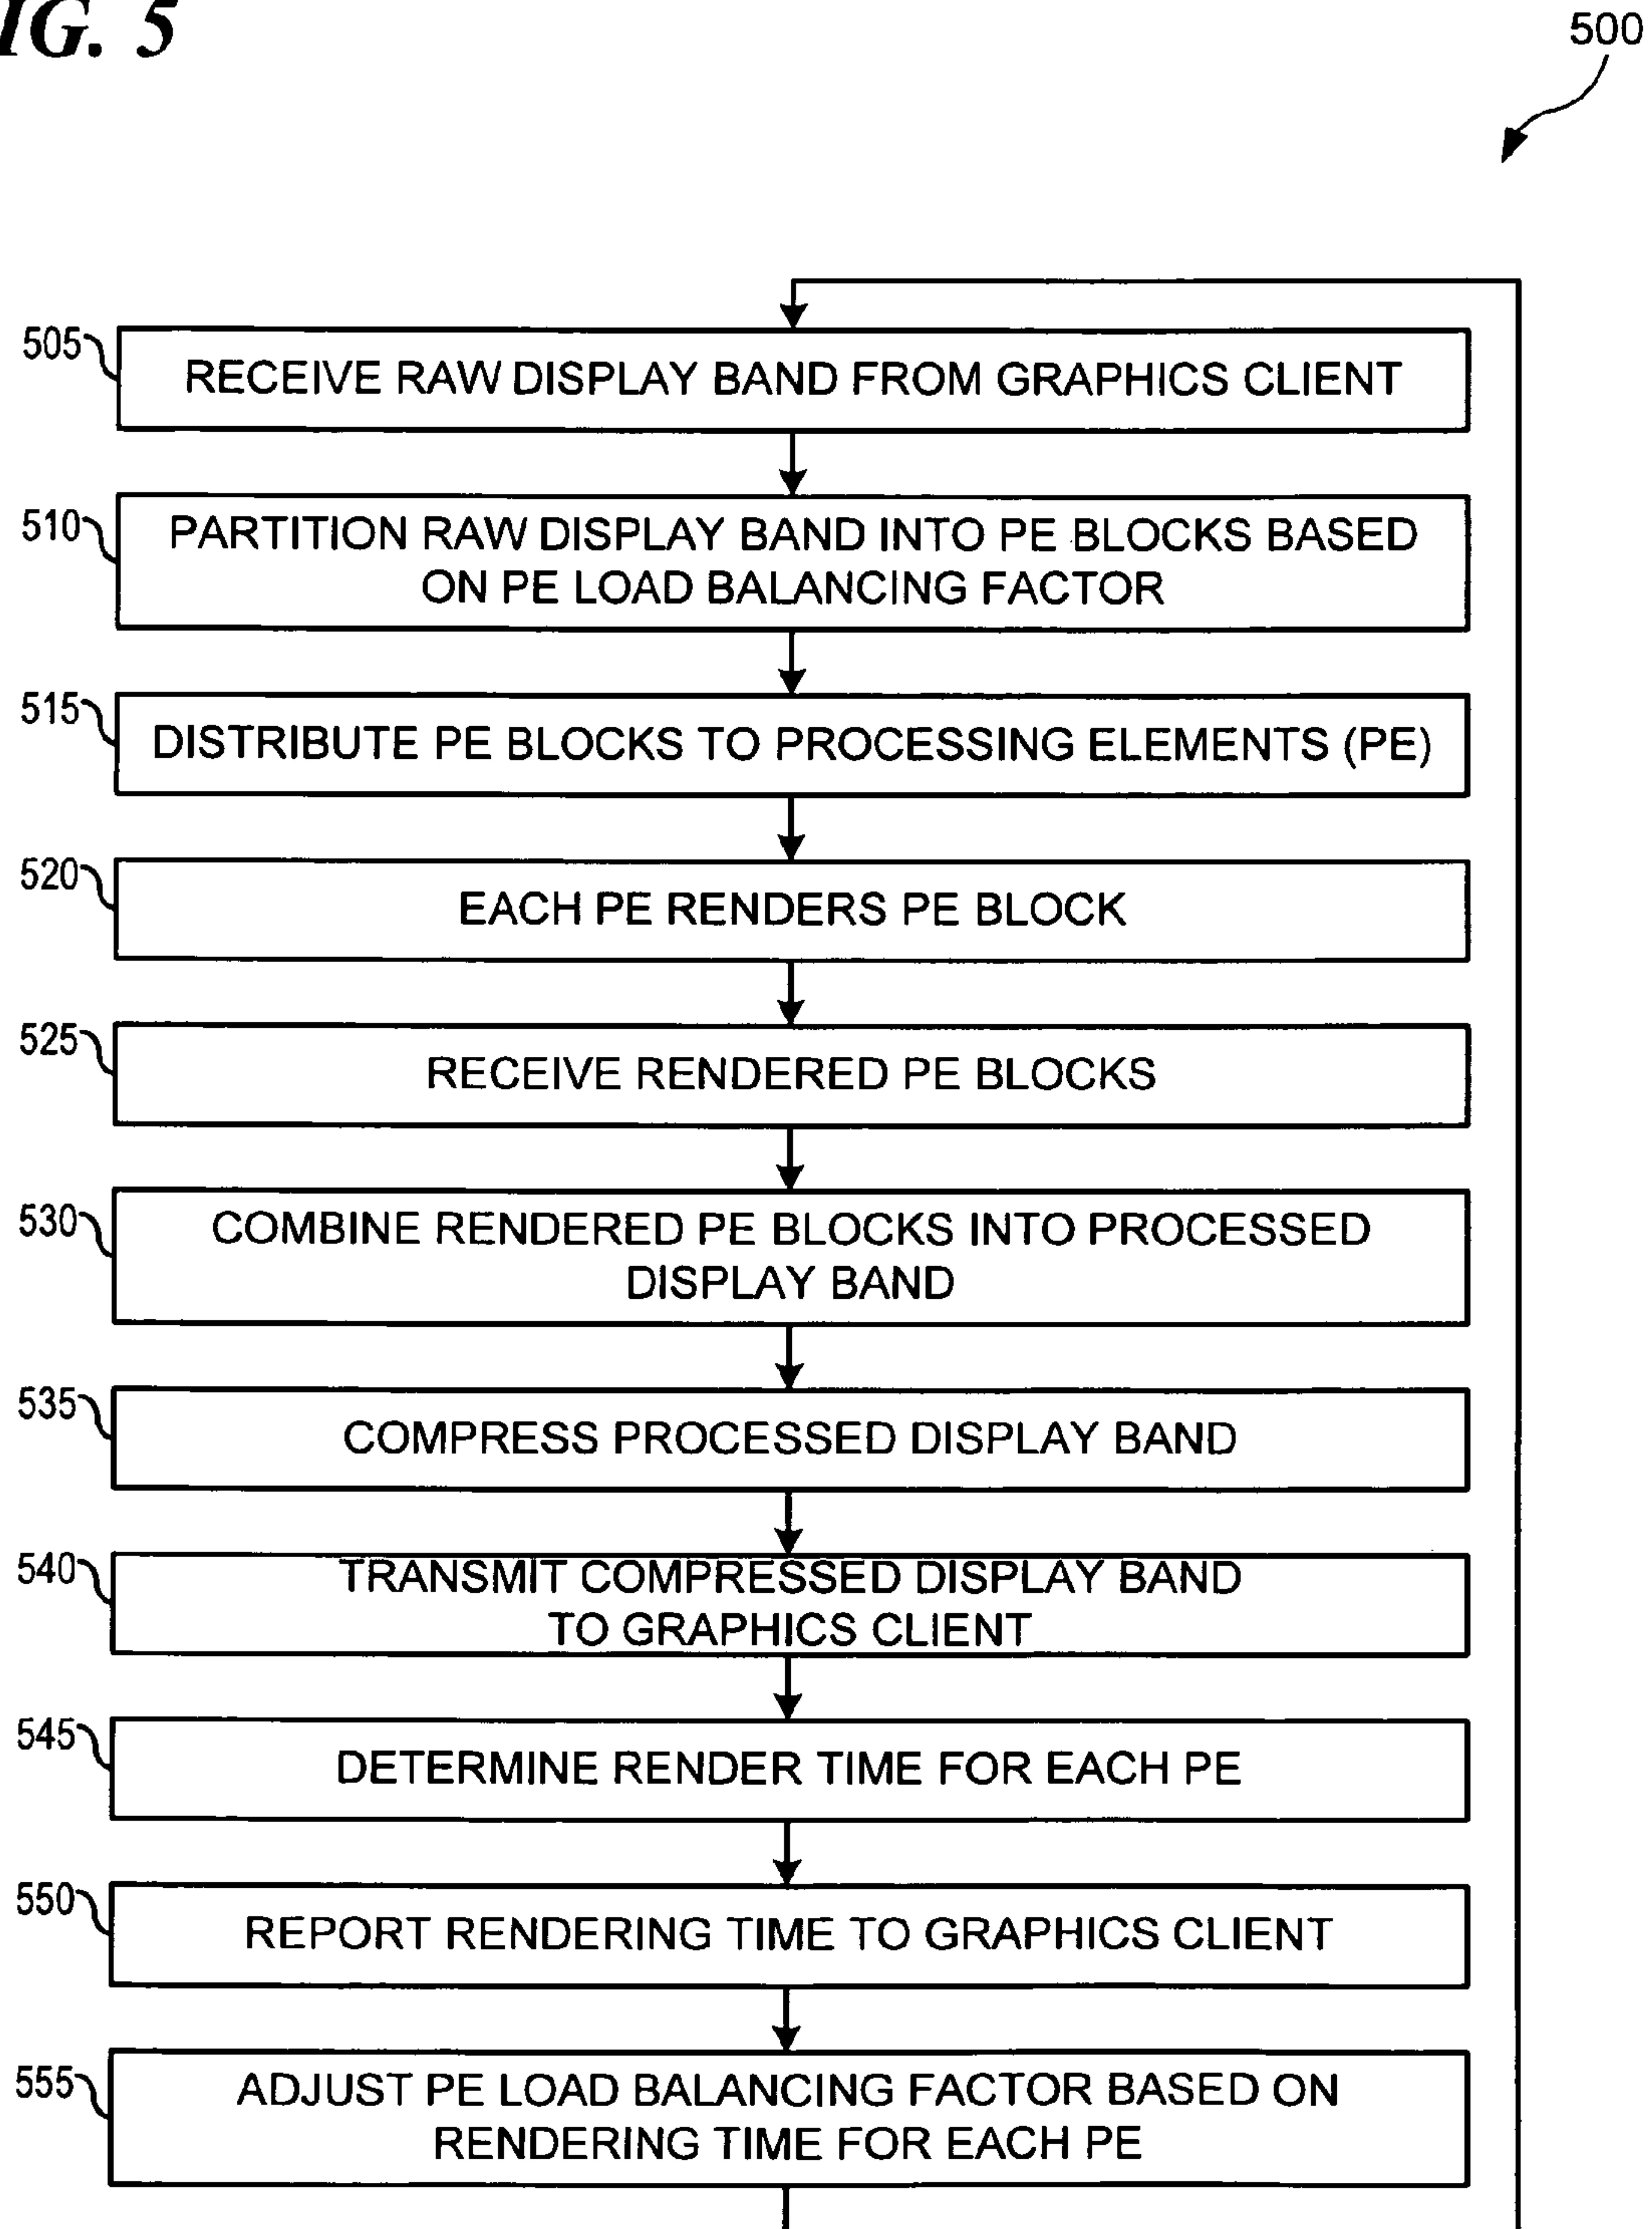 IG. 5
500
505
RECEIVE RAW DISPLAY BAND FROM GRAPHICS CLIENT
510
PARTITION RAW DISPLAY BAND INTO PE BLOCKS BASED
ON PE LOAD BALANCING FACTOR
515
DISTRIBUTE PE BLOCKS TO PROCESSING ELEMENTS (PE)
520
EACH PE RENDERS PE BLOCK
525
RECEIVE RENDERED PE BLOCKS
530
COMBINE RENDERED PE BLOCKS INTO PROCESSED
DISPLAY BAND
535
COMPRESS PROCESSED DISPLAY BAND
540
TRANSMIT COMPRESSED DISPLAY BAND
TO GRAPHICS CLIENT
545
DETERMINE RENDER TIME FOR EACH PE
550
REPORT RENDERING TIME TO GRAPHICS CLIENT
555
ADJUST PE LOAD BALANCING FACTOR BASED ON
RENDERING TIME FOR EACH PE